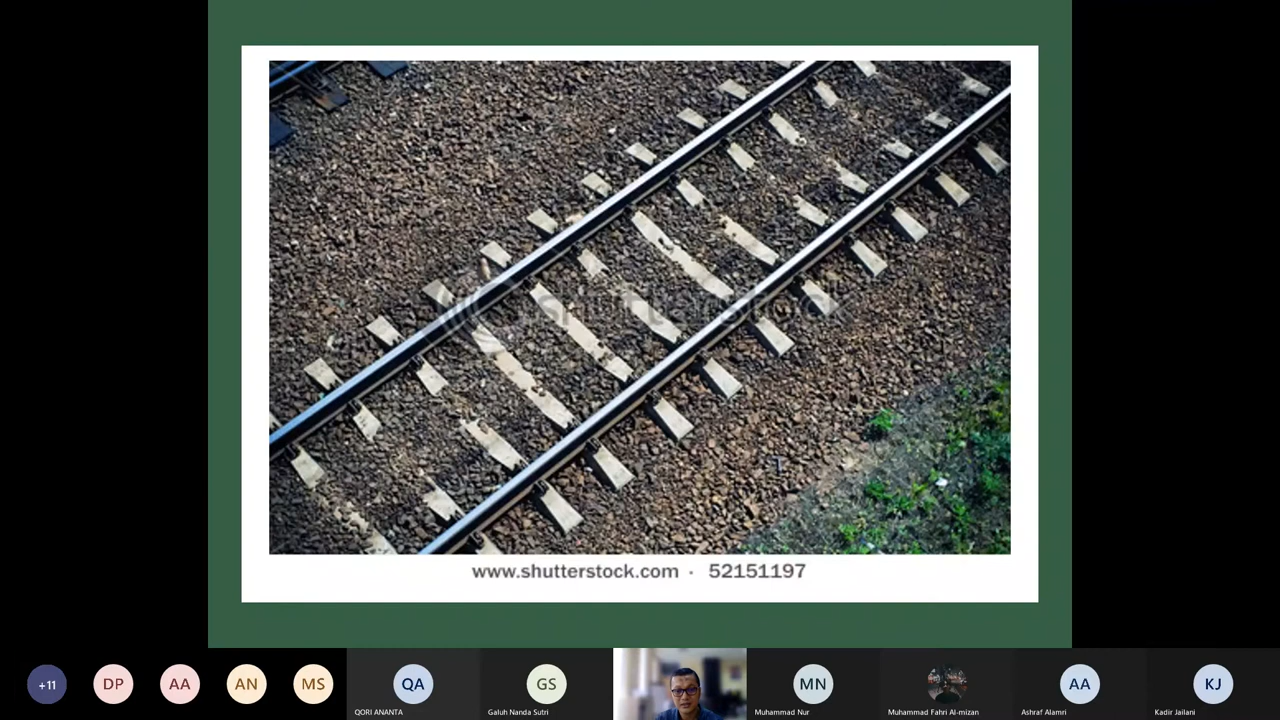 shutterstock
www.shutterstock.com · 52151197
+11
DP
AA
AN
MS
QA
GS
MN
AA
KJ
QORI ANANTA
Galuh Nanda Sutri
Muhammad Nur
Muhammad Fahri Al-mizan
Ashraf Alamri
Kadir Jailani